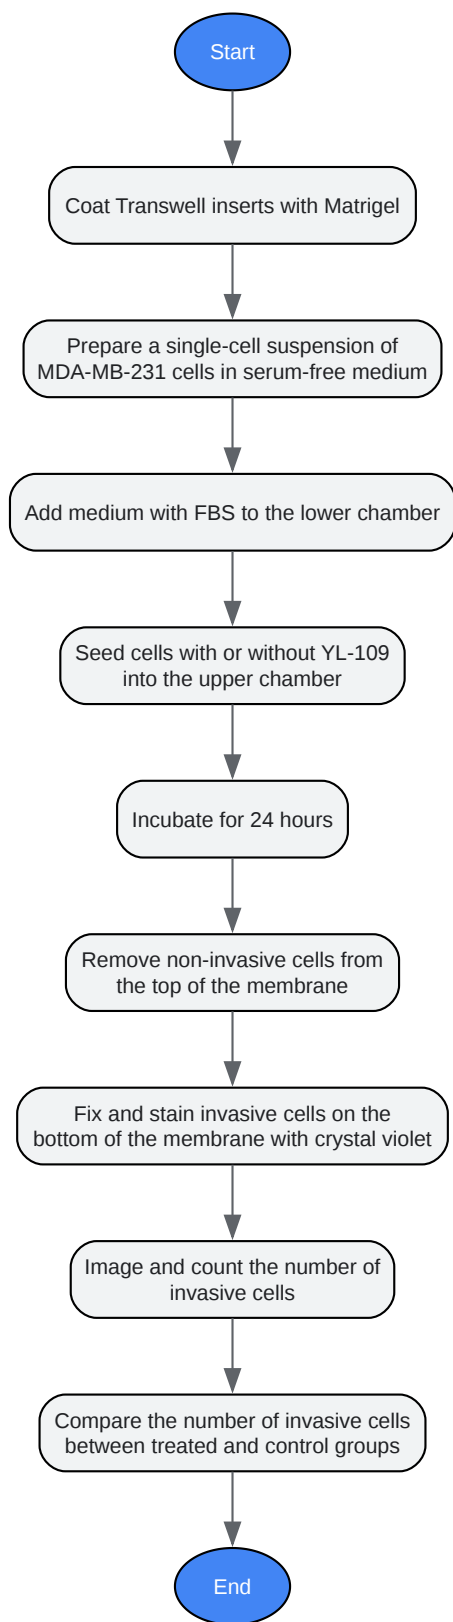 Start
Coat Transwell inserts with Matrigel
Prepare a single-cell suspension of
MDA-MB-231 cells in serum-free medium
Add medium with FBS to the lower chamber
Seed cells with or without YL-109
into the upper chamber
Incubate for 24 hours
Remove non-invasive cells from
the top of the membrane
Fix and stain invasive cells on the
bottom of the membrane with crystal violet
Image and count the number of
invasive cells
Compare the number of invasive cells
between treated and control groups
End